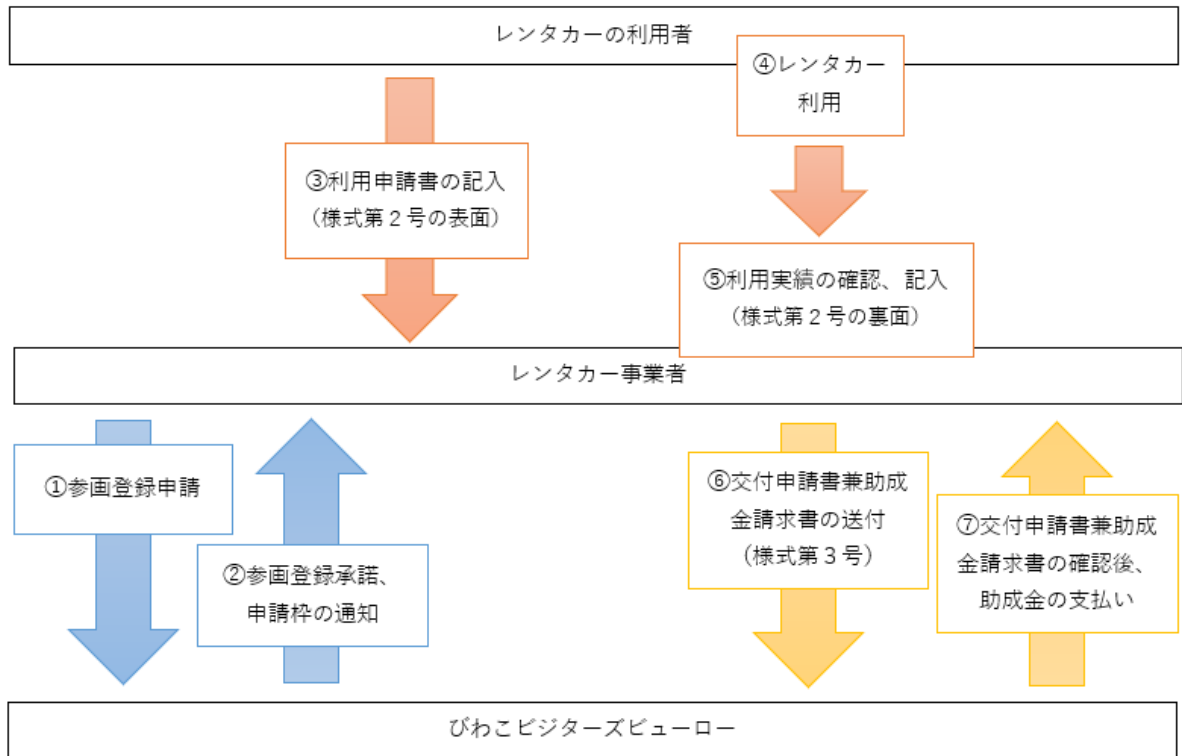 レンタカーの利用者
④レンタカー
利用
③利用申請書の記入
（様式第２号の表面）
⑤利用実績の確認、記入
（様式第２号の裏面）
レンタカー事業者
①参画登録申請
②参画登録承諾、
申請枠の通知
⑥交付申請書兼助成
金請求書の送付
（様式第３号）
⑦交付申請書兼助成
金請求書の確認後、
助成金の支払い
びわこビジターズビューロー